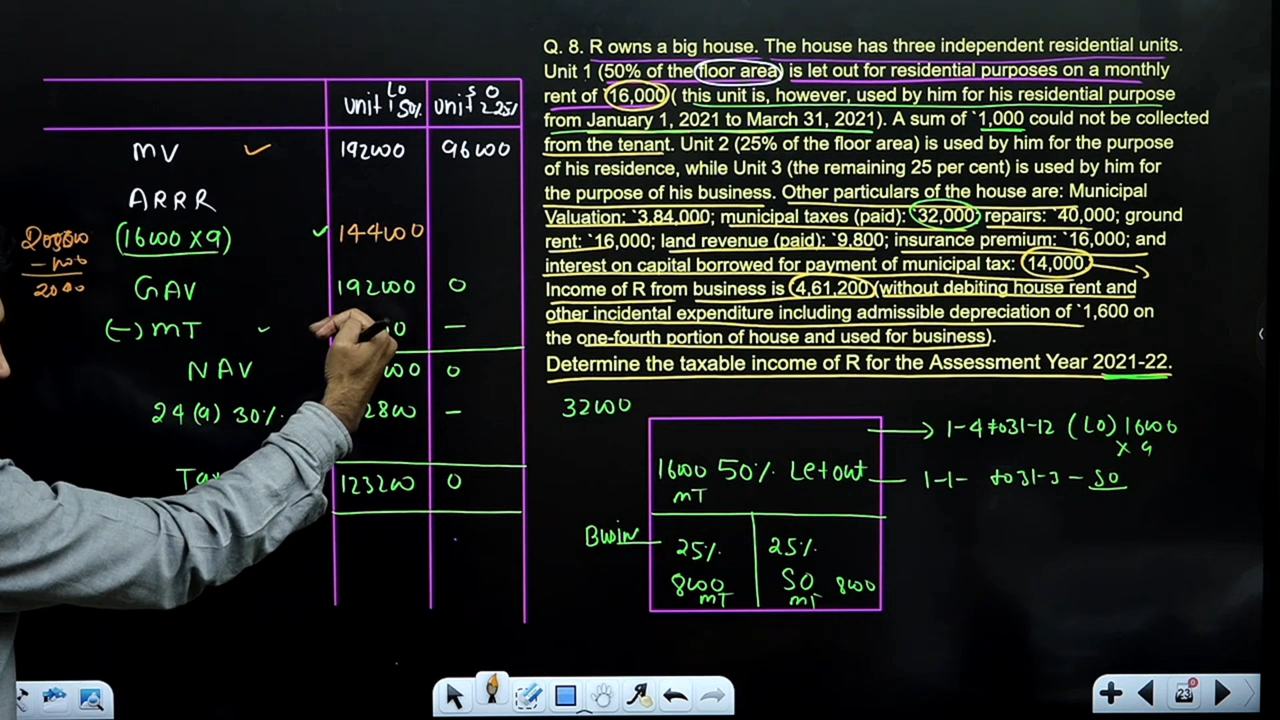 Q. 8. R owns a big house. The house has three independent residential units.
Unit 1 (50% of the floor area) is let out for residential purposes on a monthly
rent of `16,000 ( this unit is, however, used by him for his residential purpose
from January 1, 2021 to March 31, 2021). A sum of `1,000 could not be collected
from the tenant. Unit 2 (25% of the floor area) is used by him for the purpose
of his residence, while Unit 3 (the remaining 25 per cent) is used by him for
the purpose of his business. Other particulars of the house are: Municipal
Valuation: `3,84,000; municipal taxes (paid): `32,000; repairs: `40,000; ground
rent: `16,000; land revenue (paid): `9,800; insurance premium: `16,000; and
interest on capital borrowed for payment of municipal tax: `14,000
Income of R from business is `4,61,200 (without debiting house rent and
other incidental expenditure including admissible depreciation of `1,600 on
the one-fourth portion of house and used for business).
Determine the taxable income of R for the Assessment Year 2021-22.
LO SO
Unit 1 50% Unit 2 25%
MV 192000 96000
ARRR
(16000 X 9) 144000
2000
GAV 192000 0
(-) MT —
NAV 0
24 (a) 30% —
123200 0
32000
16000 50% Let out
MT
→ 1-4 to 31-12 (LO) 16000
X 9
1-1- to 31-3 - SO
25% 25%
8000 SO 8000
MT MT
23